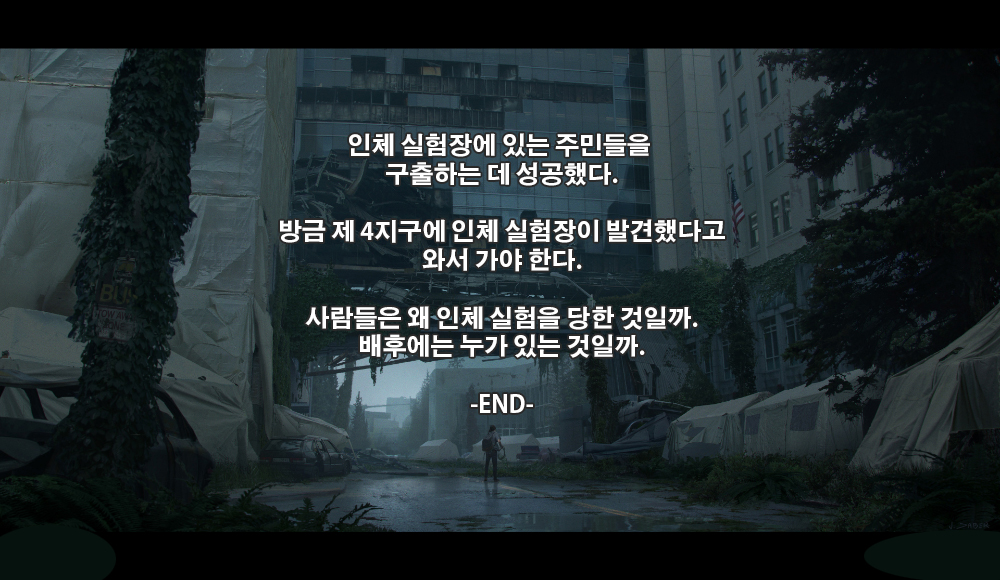 인체 실험장에 있는 주민들을
구출하는 데 성공했다.
방금 제 4지구에 인체 실험장이 발견했다고
와서 가야 한다.
사람들은 왜 인체 실험을 당한 것일까.
배후에는 누가 있는 것일까.
-END-